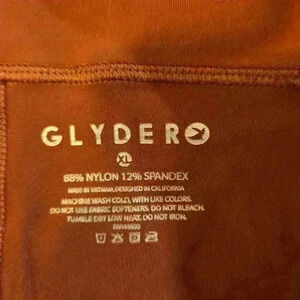 GLYDER
XL
88% NYLON 12% SPANDEX
MADE IN VIETNAM, DESIGNED IN CALIFORNIA
MACHINE WASH COLD, WITH LIKE COLORS.
DO NOT USE FABRIC SOFTENERS. DO NOT BLEACH.
TUMBLE DRY LOW HEAT. DO NOT IRON.